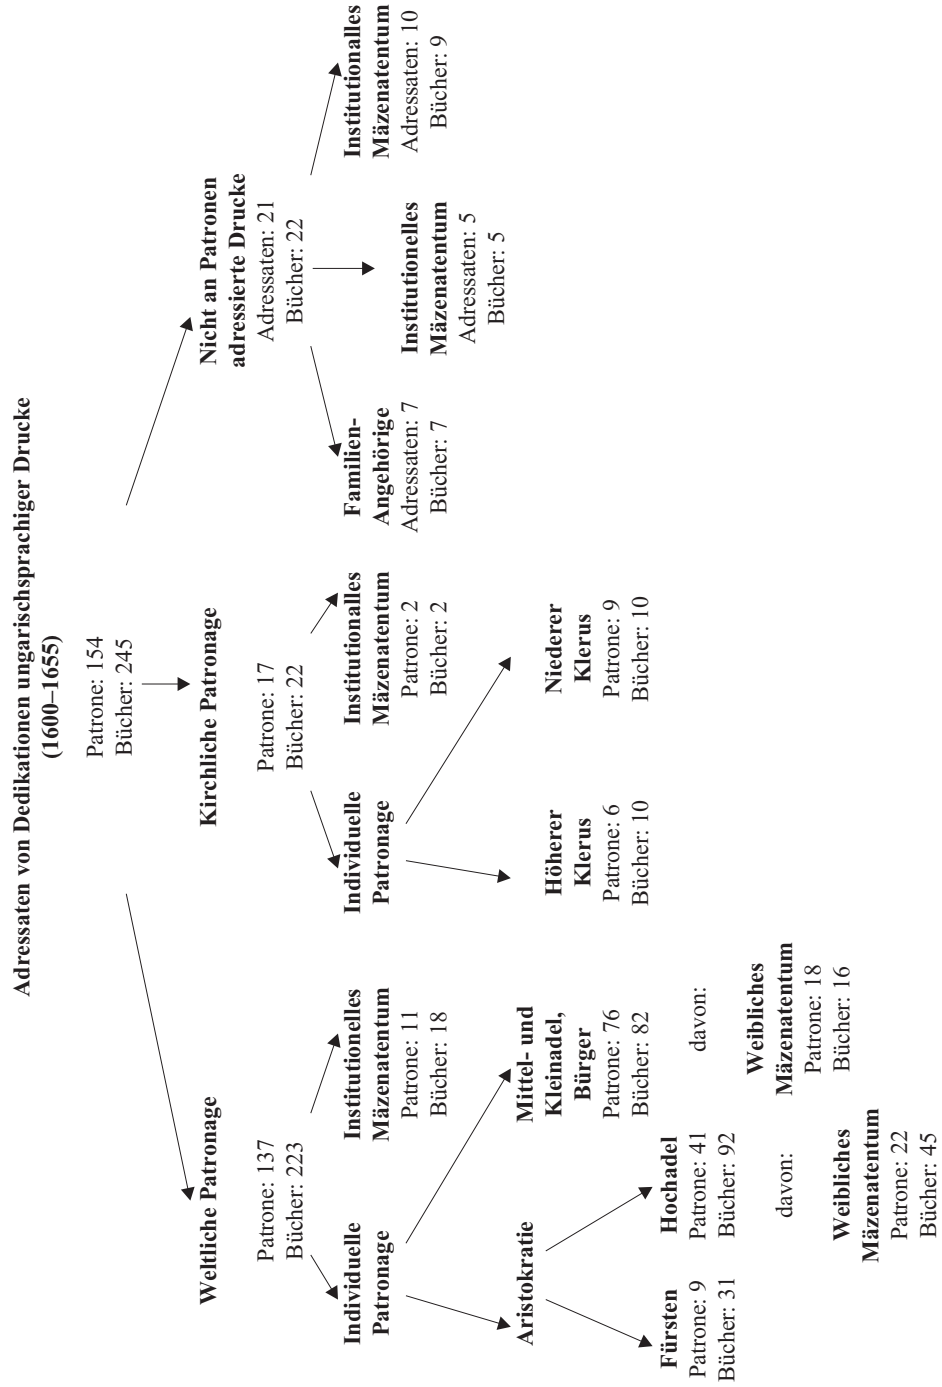 Adressaten von Dedikationen ungarischsprachiger Drucke
(1600–1655)
Patrone: 154
Bücher: 245
Weltliche Patronage
Patrone: 137
Bücher: 223
Individuelle
Patronage
Aristokratie
Fürsten
Patrone: 9
Bücher: 31
Hochadel
Patrone: 41
Bücher: 92
davon:
Weibliches
Mäzenatentum
Patrone: 22
Bücher: 45
Mittel- und
Kleinadel,
Bürger
Patrone: 76
Bücher: 82
davon:
Weibliches
Mäzenatentum
Patrone: 18
Bücher: 16
Institutionelles
Mäzenatentum
Patrone: 11
Bücher: 18
Kirchliche Patronage
Patrone: 17
Bücher: 22
Individuelle
Patronage
Höherer
Klerus
Patrone: 6
Bücher: 10
Niederer
Klerus
Patrone: 9
Bücher: 10
Institutionalles
Mäzenatentum
Patrone: 2
Bücher: 2
Nicht an Patronen
adressierte Drucke
Adressaten: 21
Bücher: 22
Familien-
Angehörige
Adressaten: 7
Bücher: 7
Institutionelles
Mäzenatentum
Adressaten: 5
Bücher: 5
Institutionalles
Mäzenatentum
Adressaten: 10
Bücher: 9